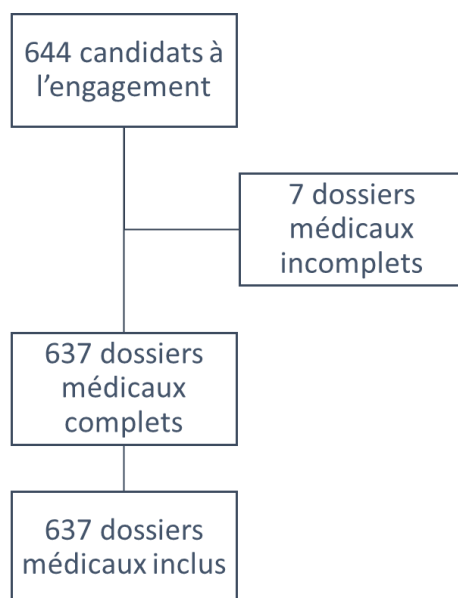 644 candidats à
l’engagement
7 dossiers
médicaux
incomplets
637 dossiers
médicaux
complets
637 dossiers
médicaux inclus